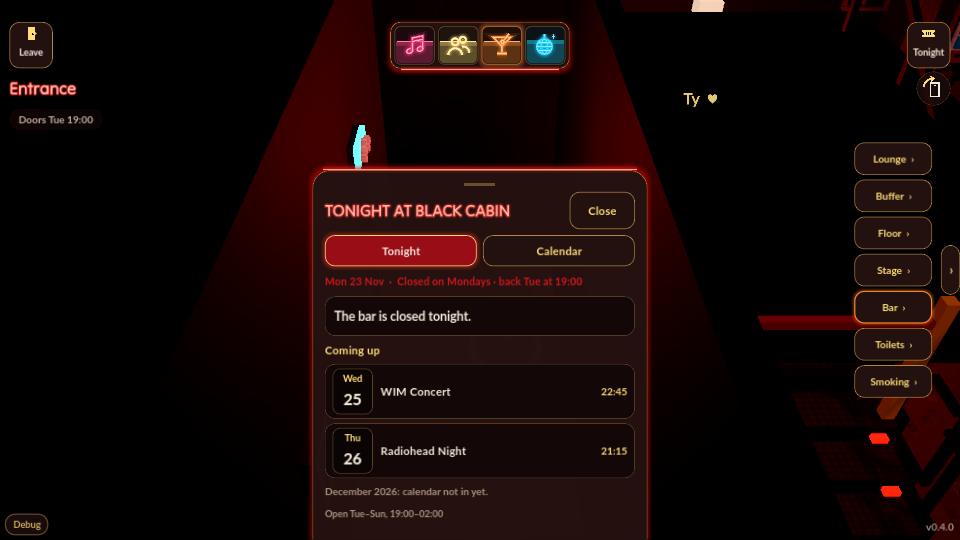 Leave
Entrance
Doors Tue 19:00
Tonight
Ty ♥
Lounge ›
Buffer ›
Floor ›
Stage ›
Bar ›
Toilets ›
Smoking ›
›
TONIGHT AT BLACK CABIN
Close
Tonight
Calendar
Mon 23 Nov · Closed on Mondays · back Tue at 19:00
The bar is closed tonight.
Coming up
Wed
25
WIM Concert
22:45
Thu
26
Radiohead Night
21:15
December 2026: calendar not in yet.
Open Tue–Sun, 19:00–02:00
Debug
v0.4.0